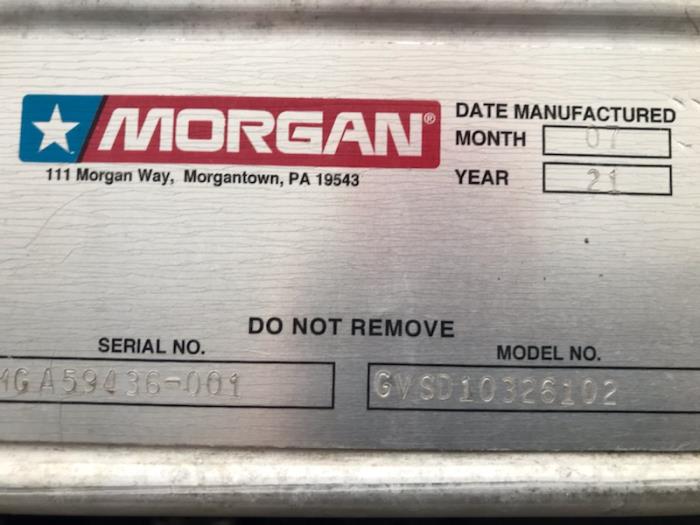 MORGAN®
111 Morgan Way, Morgantown, PA 19543
DATE MANUFACTURED
MONTH 07
YEAR 21
DO NOT REMOVE
SERIAL NO.
MGA59436-001
MODEL NO.
GVSD10326102